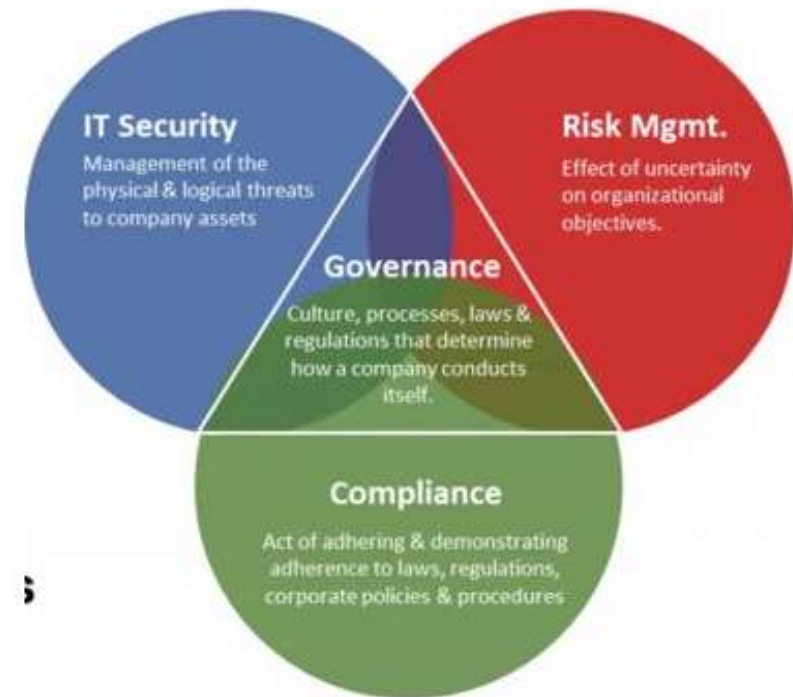 IT Security
Management of the
physical & logical threats
to company assets
Risk Mgmt.
Effect of uncertainty
on organizational
objectives.
Governance
Culture, processes, laws &
regulations that determine
how a company conducts
itself.
Compliance
Act of adhering & demonstrating
adherence to laws, regulations,
corporate policies & procedures
s